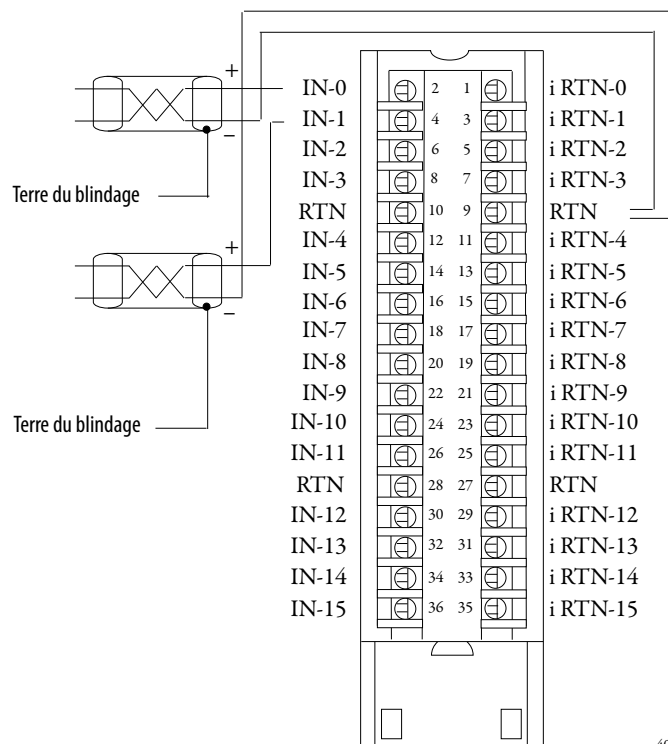 +
IN-0 2 1 i RTN-0
IN-1 4 3 i RTN-1
–
IN-2 6 5 i RTN-2
IN-3 8 7 i RTN-3
Terre du blindage
RTN 10 9 RTN
IN-4 12 11 i RTN-4
+
IN-5 14 13 i RTN-5
IN-6 16 15 i RTN-6
–
IN-7 18 17 i RTN-7
IN-8 20 19 i RTN-8
IN-9 22 21 i RTN-9
Terre du blindage
IN-10 24 23 i RTN-10
IN-11 26 25 i RTN-11
RTN 28 27 RTN
IN-12 30 29 i RTN-12
IN-13 32 31 i RTN-13
IN-14 34 33 i RTN-14
IN-15 36 35 i RTN-15